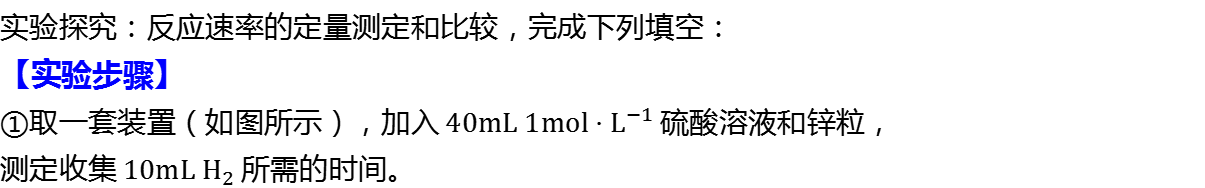 实验探究：反应速率的定量测定和比较，完成下列填空：
【实验步骤】
①取一套装置（如图所示），加入 40mL 1mol · L⁻¹ 硫酸溶液和锌粒，
测定收集 10mL H₂ 所需的时间。